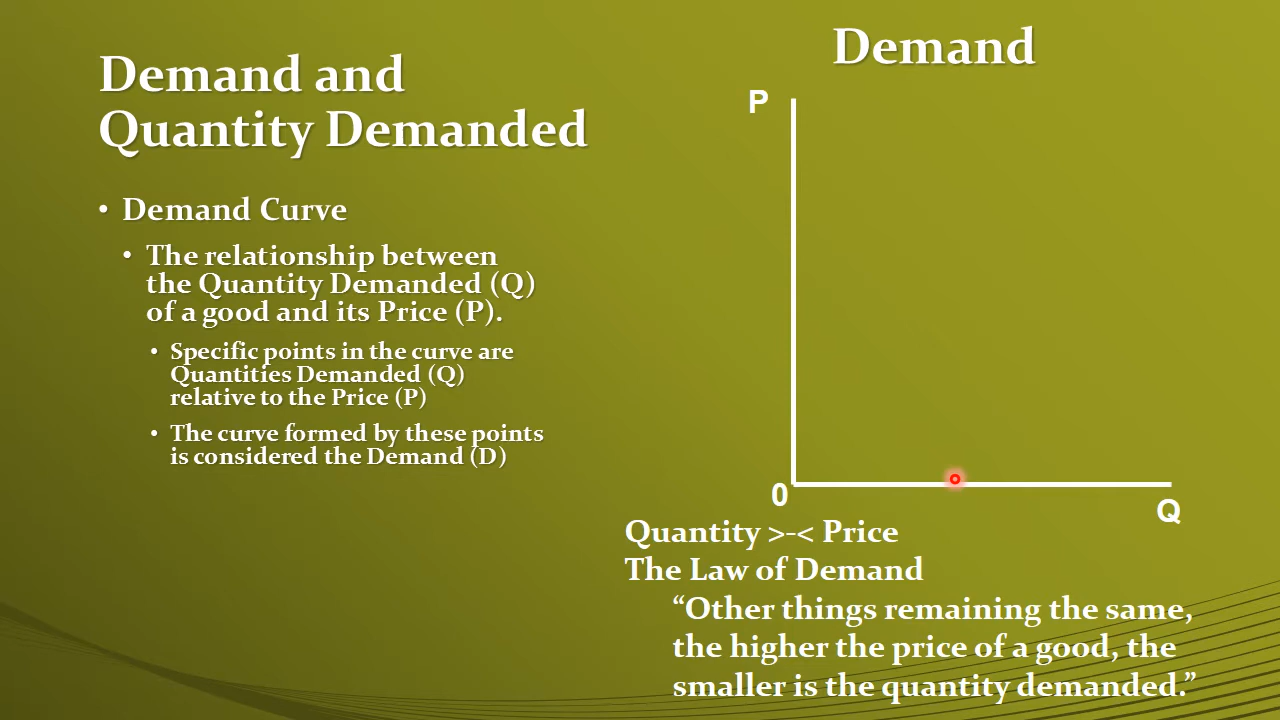 Demand and
Quantity Demanded
• Demand Curve
• The relationship between
the Quantity Demanded (Q)
of a good and its Price (P).
• Specific points in the curve are
Quantities Demanded (Q)
relative to the Price (P)
• The curve formed by these points
is considered the Demand (D)
Demand
P
0
Q
Quantity >-< Price
The Law of Demand
“Other things remaining the same,
the higher the price of a good, the
smaller is the quantity demanded.”